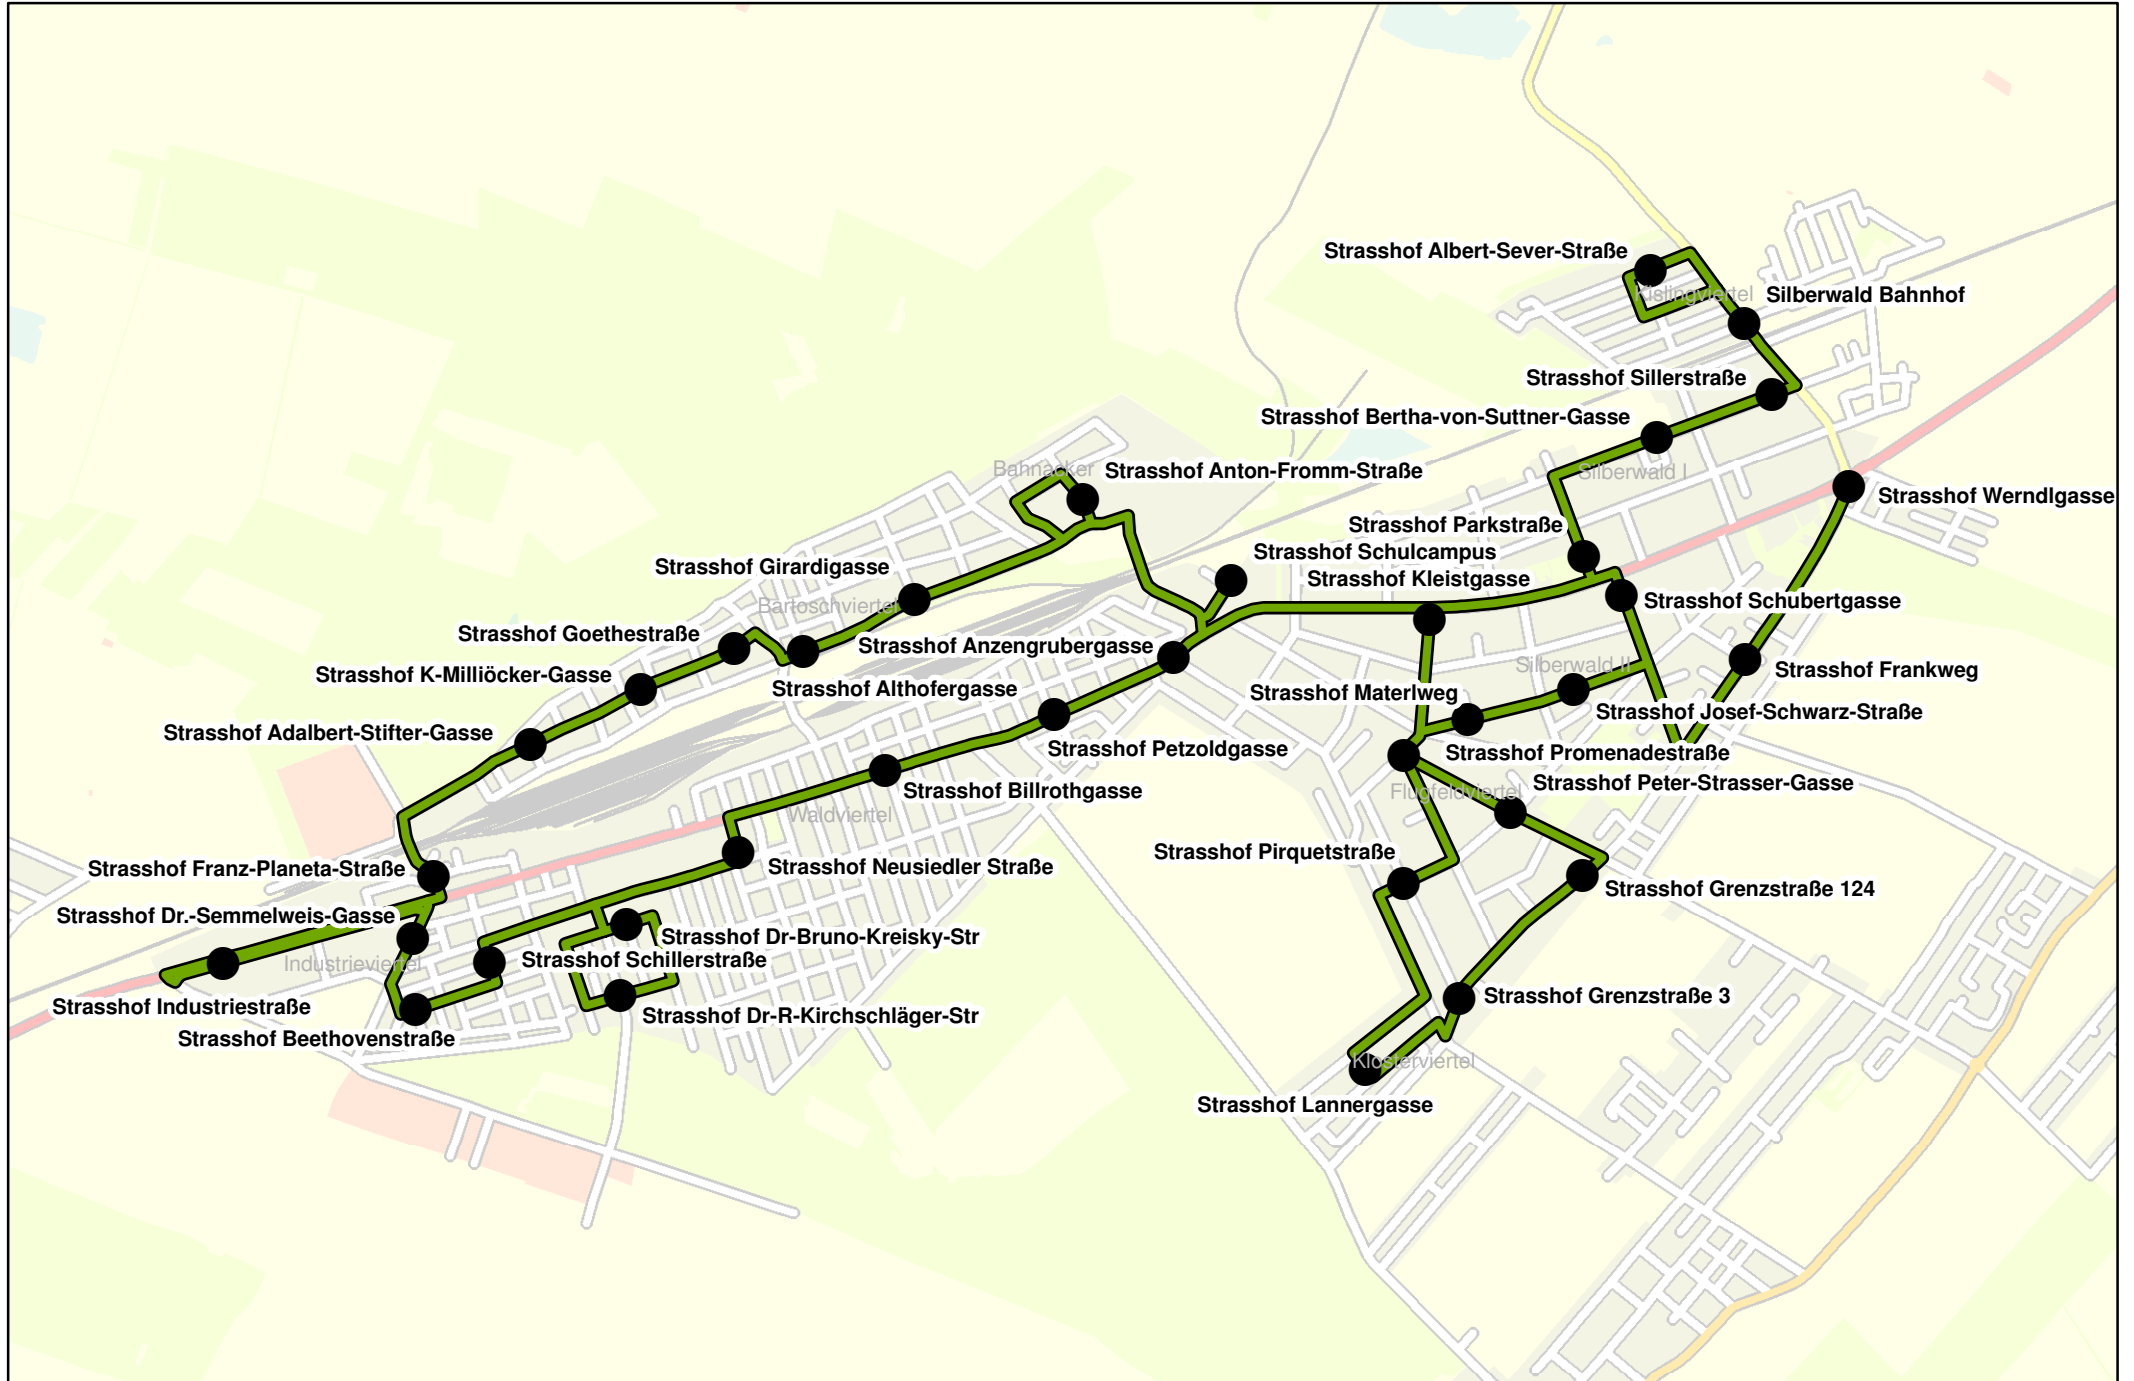 Strasshof Albert-Sever-Straße
Kislingviertel
Silberwald Bahnhof
Strasshof Sillerstraße
Strasshof Bertha-von-Suttner-Gasse
Bahnäcker
Strasshof Anton-Fromm-Straße
Silberwald I
Strasshof Werndlgasse
Strasshof Parkstraße
Strasshof Schulcampus
Strasshof Girardigasse
Strasshof Kleistgasse
Bartoschviertel
Strasshof Schubertgasse
Strasshof Goethestraße
Strasshof Anzengrubergasse
Silberwald II
Strasshof Frankweg
Strasshof K-Milliöcker-Gasse
Strasshof Althofergasse
Strasshof Materlweg
Strasshof Josef-Schwarz-Straße
Strasshof Adalbert-Stifter-Gasse
Strasshof Petzoldgasse
Strasshof Promenadestraße
Strasshof Peter-Strasser-Gasse
Strasshof Billrothgasse
Flugfeldviertel
Waldviertel
Strasshof Pirquetstraße
Strasshof Franz-Planeta-Straße
Strasshof Neusiedler Straße
Strasshof Grenzstraße 124
Strasshof Dr.-Semmelweis-Gasse
Strasshof Dr-Bruno-Kreisky-Str
Industrieviertel
Strasshof Schillerstraße
Strasshof Grenzstraße 3
Strasshof Industriestraße
Strasshof Dr-R-Kirchschläger-Str
Strasshof Beethovenstraße
Klosterviertel
Strasshof Lannergasse